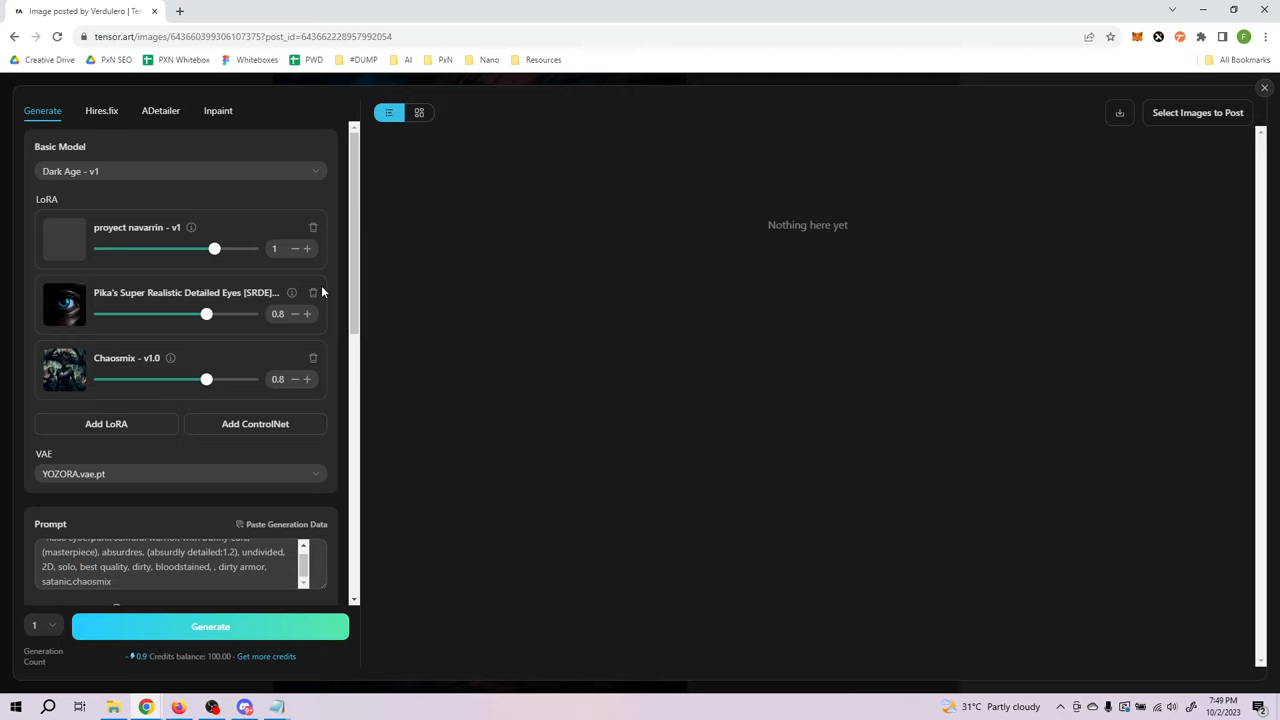 Image posted by Verdulero | Ten
tensor.art/images/643660399306107375?post_id=643662228957992054
Creative Drive
PxN SEO
PXN Whitebox
Whiteboxes
PWD
#DUMP
AI
PxN
Nano
Resources
All Bookmarks
Generate
Hires.fix
ADetailer
Inpaint
Select Images to Post
Basic Model
Dark Age - v1
Nothing here yet
LoRA
proyect navarrin - v1
1
Pika's Super Realistic Detailed Eyes [SRDE]...
0.8
Chaosmix - v1.0
0.8
Add LoRA
Add ControlNet
VAE
YOZORA.vae.pt
Prompt
Paste Generation Data
(masterpiece), absurdres, (absurdly detailed:1.2), undivided,
2D, solo, best quality, dirty, bloodstained, , dirty armor,
satanic,chaosmix
1
Generate
Generation
Count
- 0.9 Credits balance: 100.00 · Get more credits
31°C Partly cloudy
7:49 PM
10/2/2023
2